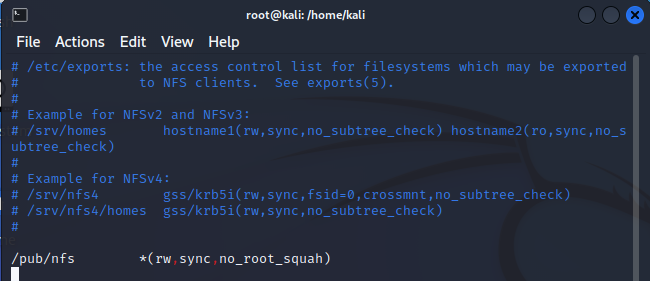 root@kali: /home/kali
File Actions Edit View Help
# /etc/exports: the access control list for filesystems which may be exported
#               to NFS clients.  See exports(5).
#
# Example for NFSv2 and NFSv3:
# /srv/homes       hostname1(rw,sync,no_subtree_check) hostname2(ro,sync,no_s
ubtree_check)
#
# Example for NFSv4:
# /srv/nfs4        gss/krb5i(rw,sync,fsid=0,crossmnt,no_subtree_check)
# /srv/nfs4/homes  gss/krb5i(rw,sync,no_subtree_check)
#
/pub/nfs        *(rw,sync,no_root_squah)